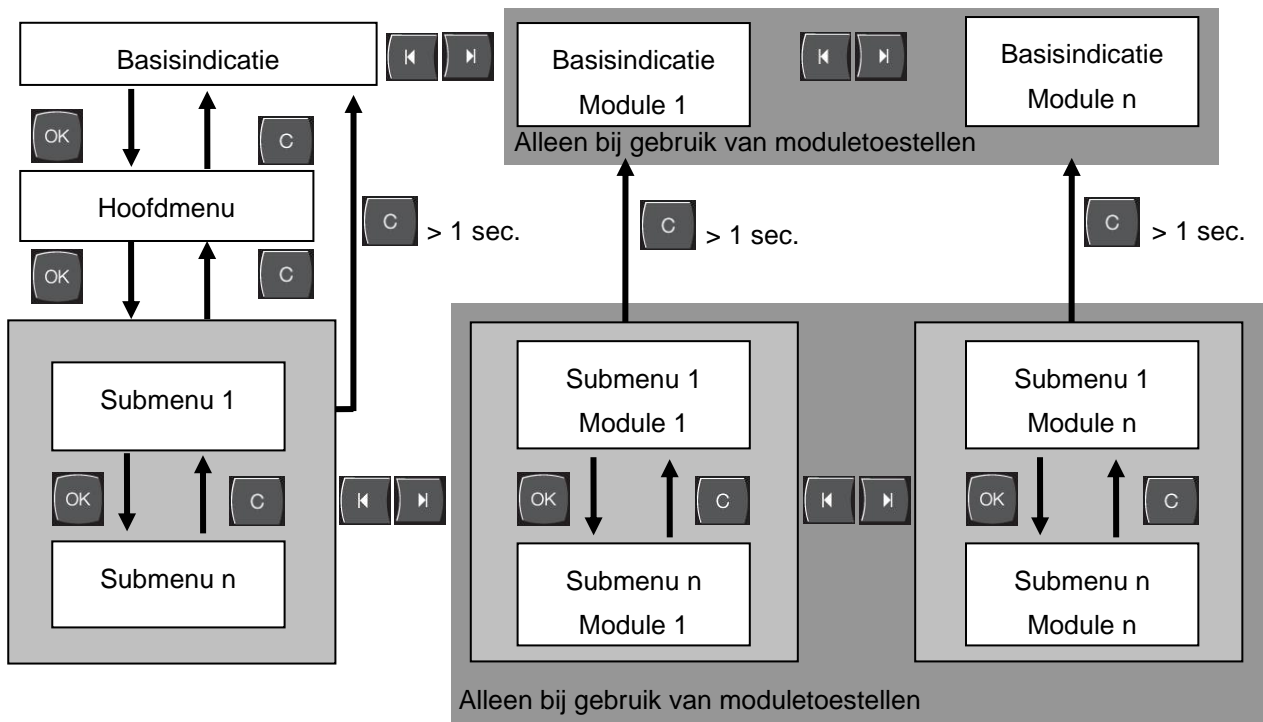 Basisindicatie
Basisindicatie
Module 1
Basisindicatie
Module n
Alleen bij gebruik van moduletoestellen
OK
C
Hoofdmenu
C > 1 sec.
C > 1 sec.
C > 1 sec.
OK
C
Submenu 1
Submenu 1
Module 1
Submenu 1
Module n
OK
C
OK
C
OK
C
Submenu n
Submenu n
Module 1
Submenu n
Module n
Alleen bij gebruik van moduletoestellen